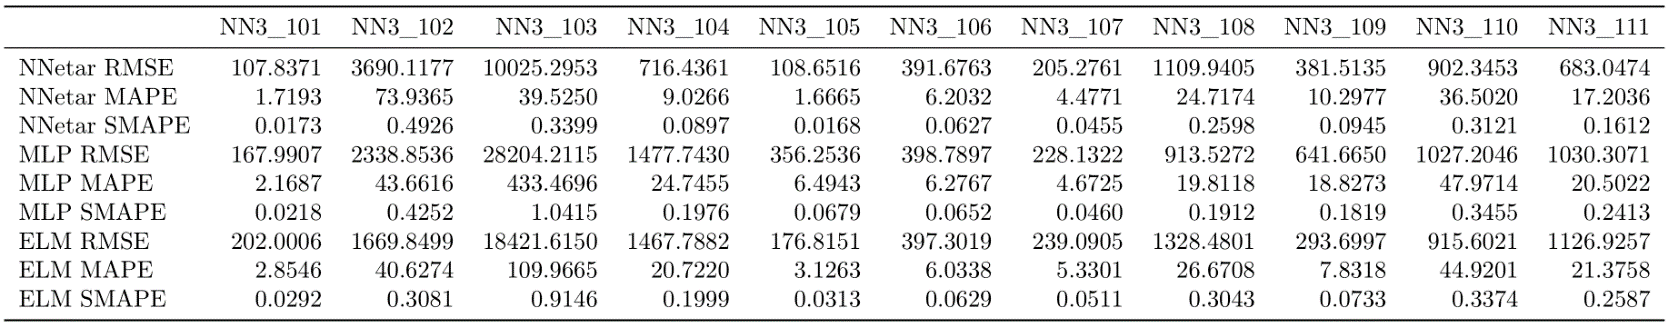 NN3_101 NN3_102 NN3_103 NN3_104 NN3_105 NN3_106 NN3_107 NN3_108 NN3_109 NN3_110 NN3_111
NNetar RMSE 107.8371 3690.1177 10025.2953 716.4361 108.6516 391.6763 205.2761 1109.9405 381.5135 902.3453 683.0474
NNetar MAPE 1.7193 73.9365 39.5250 9.0266 1.6665 6.2032 4.4771 24.7174 10.2977 36.5020 17.2036
NNetar SMAPE 0.0173 0.4926 0.3399 0.0897 0.0168 0.0627 0.0455 0.2598 0.0945 0.3121 0.1612
MLP RMSE 167.9907 2338.8536 28204.2115 1477.7430 356.2536 398.7897 228.1322 913.5272 641.6650 1027.2046 1030.3071
MLP MAPE 2.1687 43.6616 433.4696 24.7455 6.4943 6.2767 4.6725 19.8118 18.8273 47.9714 20.5022
MLP SMAPE 0.0218 0.4252 1.0415 0.1976 0.0679 0.0652 0.0460 0.1912 0.1819 0.3455 0.2413
ELM RMSE 202.0006 1669.8499 18421.6150 1467.7882 176.8151 397.3019 239.0905 1328.4801 293.6997 915.6021 1126.9257
ELM MAPE 2.8546 40.6274 109.9665 20.7220 3.1263 6.0338 5.3301 26.6708 7.8318 44.9201 21.3758
ELM SMAPE 0.0292 0.3081 0.9146 0.1999 0.0313 0.0629 0.0511 0.3043 0.0733 0.3374 0.2587